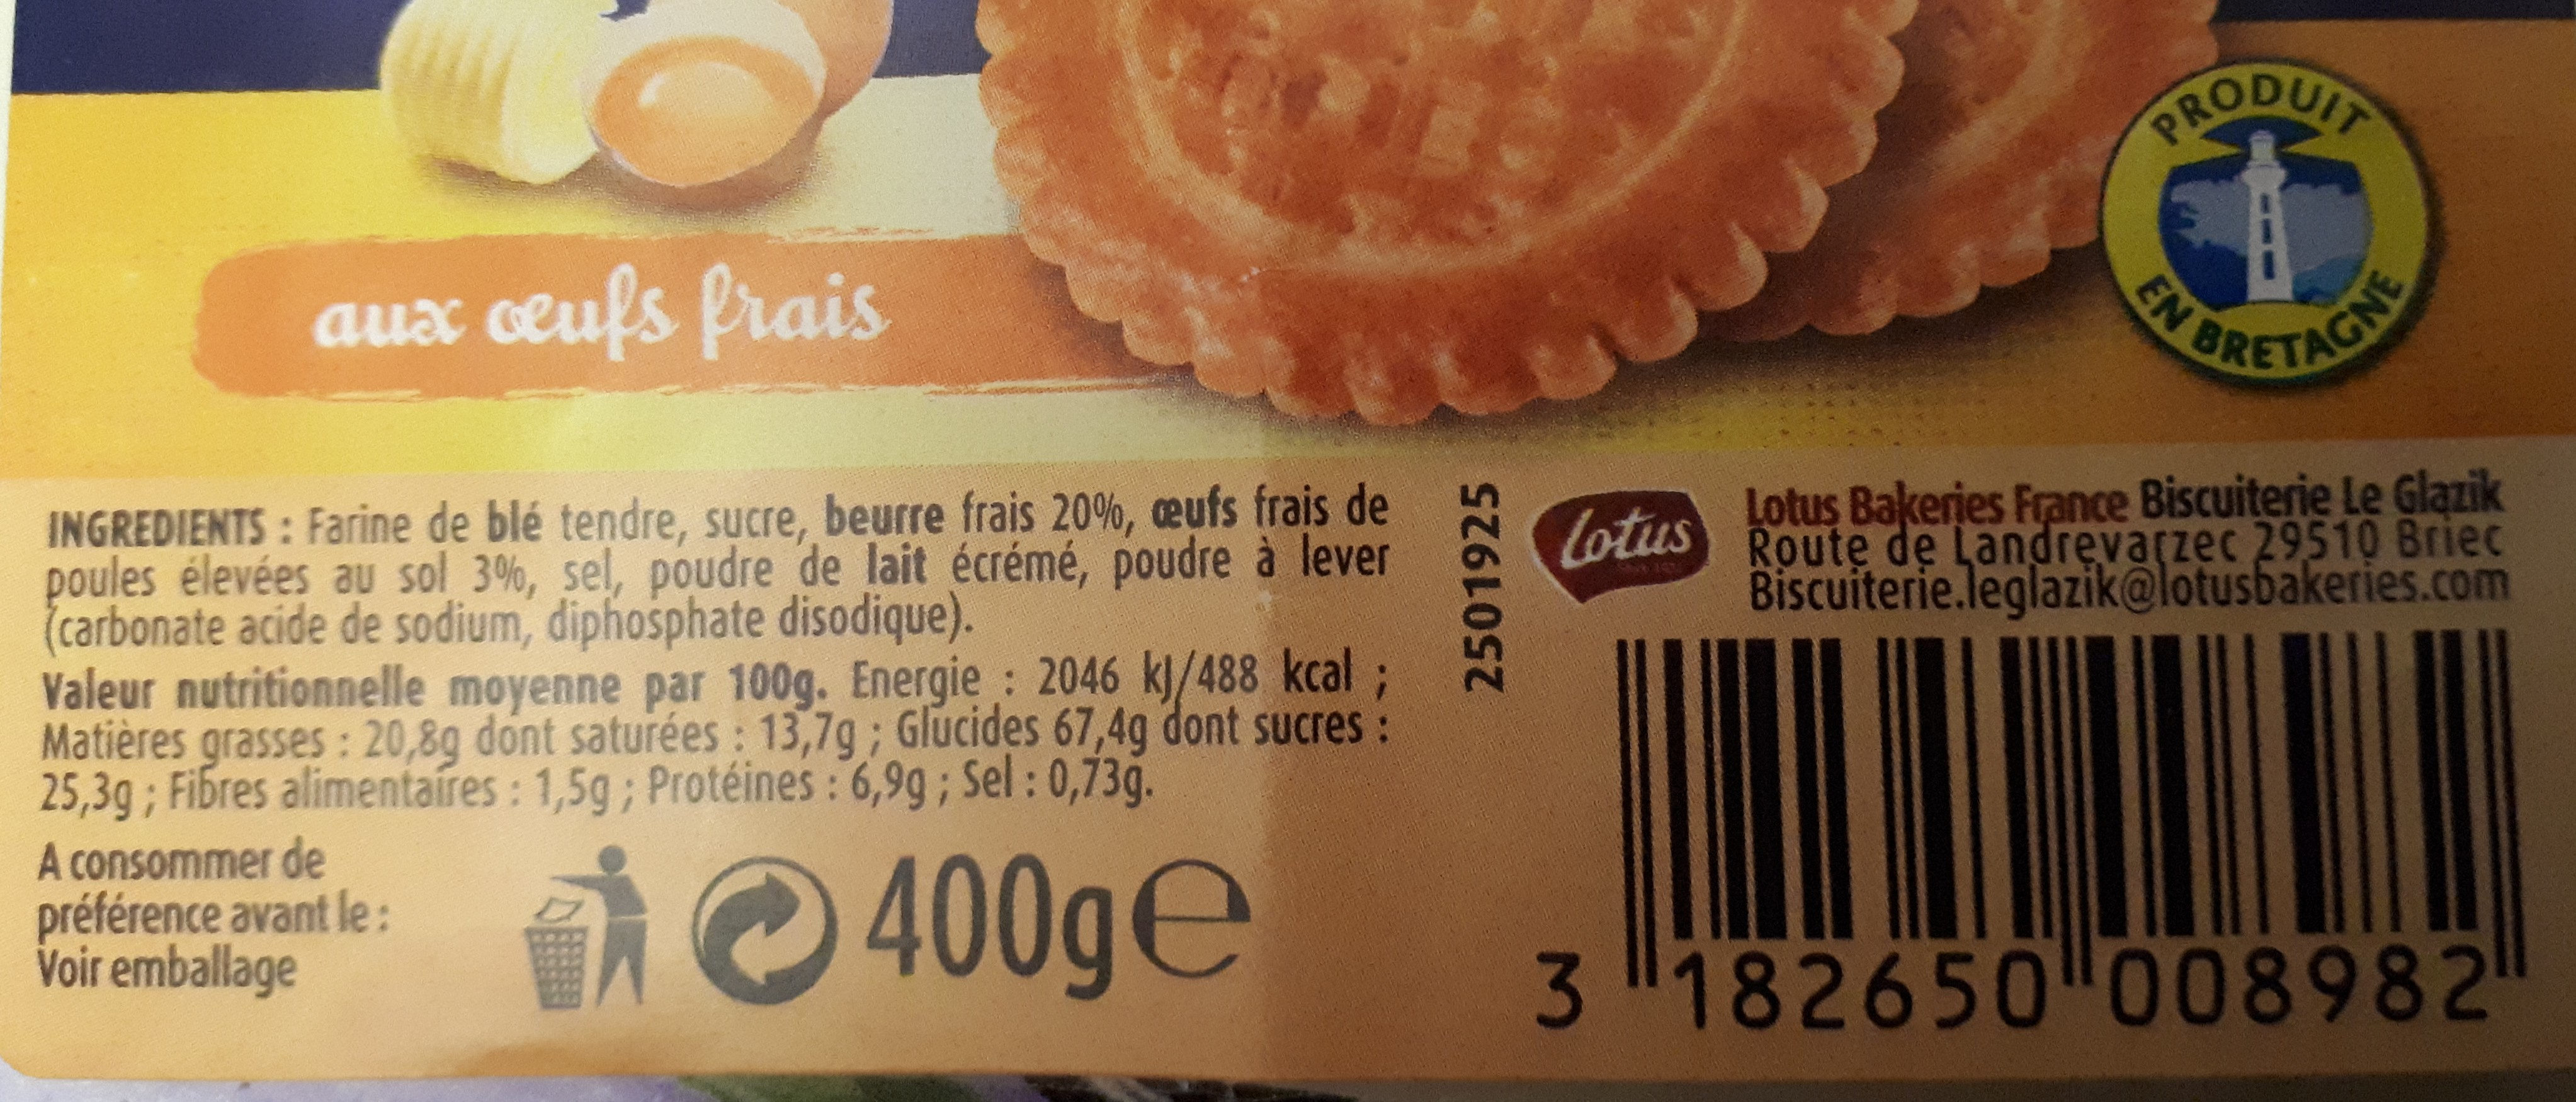 PRODUIT
EN BRETAGNE
aux œufs frais
INGREDIENTS : Farine de blé tendre, sucre, beurre frais 20%, œufs frais de
poules élevées au sol 3%, sel, poudre de lait écrémé, poudre à lever
(carbonate acide de sodium, diphosphate disodique).
Valeur nutritionnelle moyenne par 100g. Energie : 2046 kJ/488 kcal ;
Matières grasses : 20,8g dont saturées : 13,7g ; Glucides 67,4g dont sucres :
25,3g ; Fibres alimentaires : 1,5g ; Protéines : 6,9g ; Sel : 0,73g.
A consommer de
préférence avant le :
Voir emballage
400g e
2501925
Lotus
Lotus Bakeries France Biscuiterie Le Glazik
Route de Landrévarzec 29510 Briec
Biscuiterie.leglazik@lotusbakeries.com
3 182650 008982